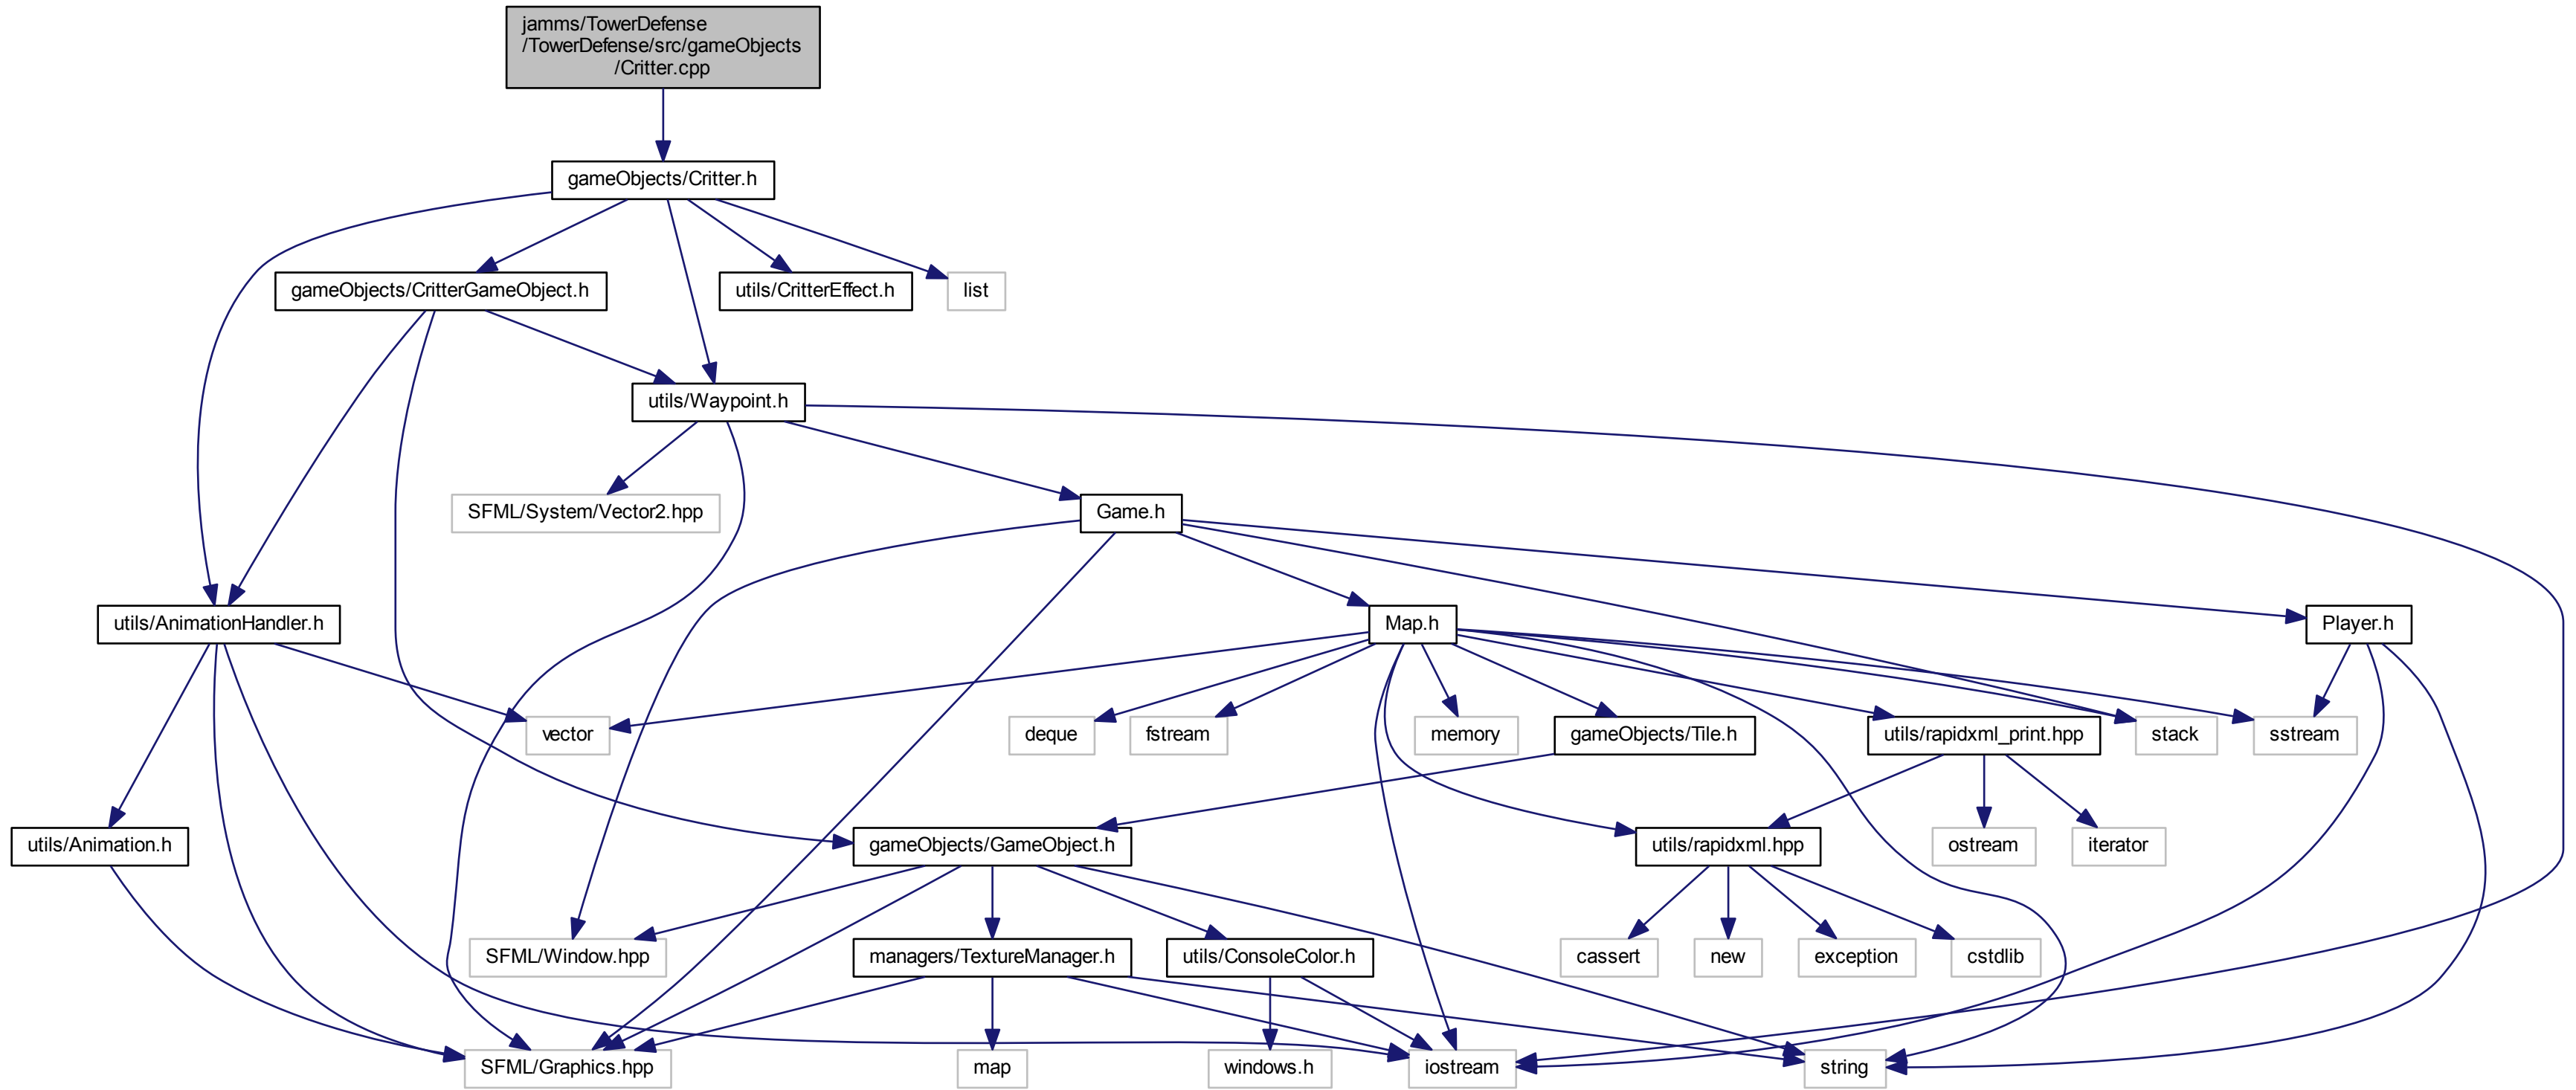 jamms/TowerDefense
/TowerDefense/src/gameObjects
/Critter.cpp
gameObjects/Critter.h
gameObjects/CritterGameObject.h
utils/CritterEffect.h
list
utils/Waypoint.h
SFML/System/Vector2.hpp
Game.h
utils/AnimationHandler.h
Map.h
Player.h
vector
deque
fstream
memory
gameObjects/Tile.h
utils/rapidxml_print.hpp
stack
sstream
utils/Animation.h
gameObjects/GameObject.h
utils/rapidxml.hpp
ostream
iterator
SFML/Window.hpp
managers/TextureManager.h
utils/ConsoleColor.h
cassert
new
exception
cstdlib
SFML/Graphics.hpp
map
windows.h
iostream
string